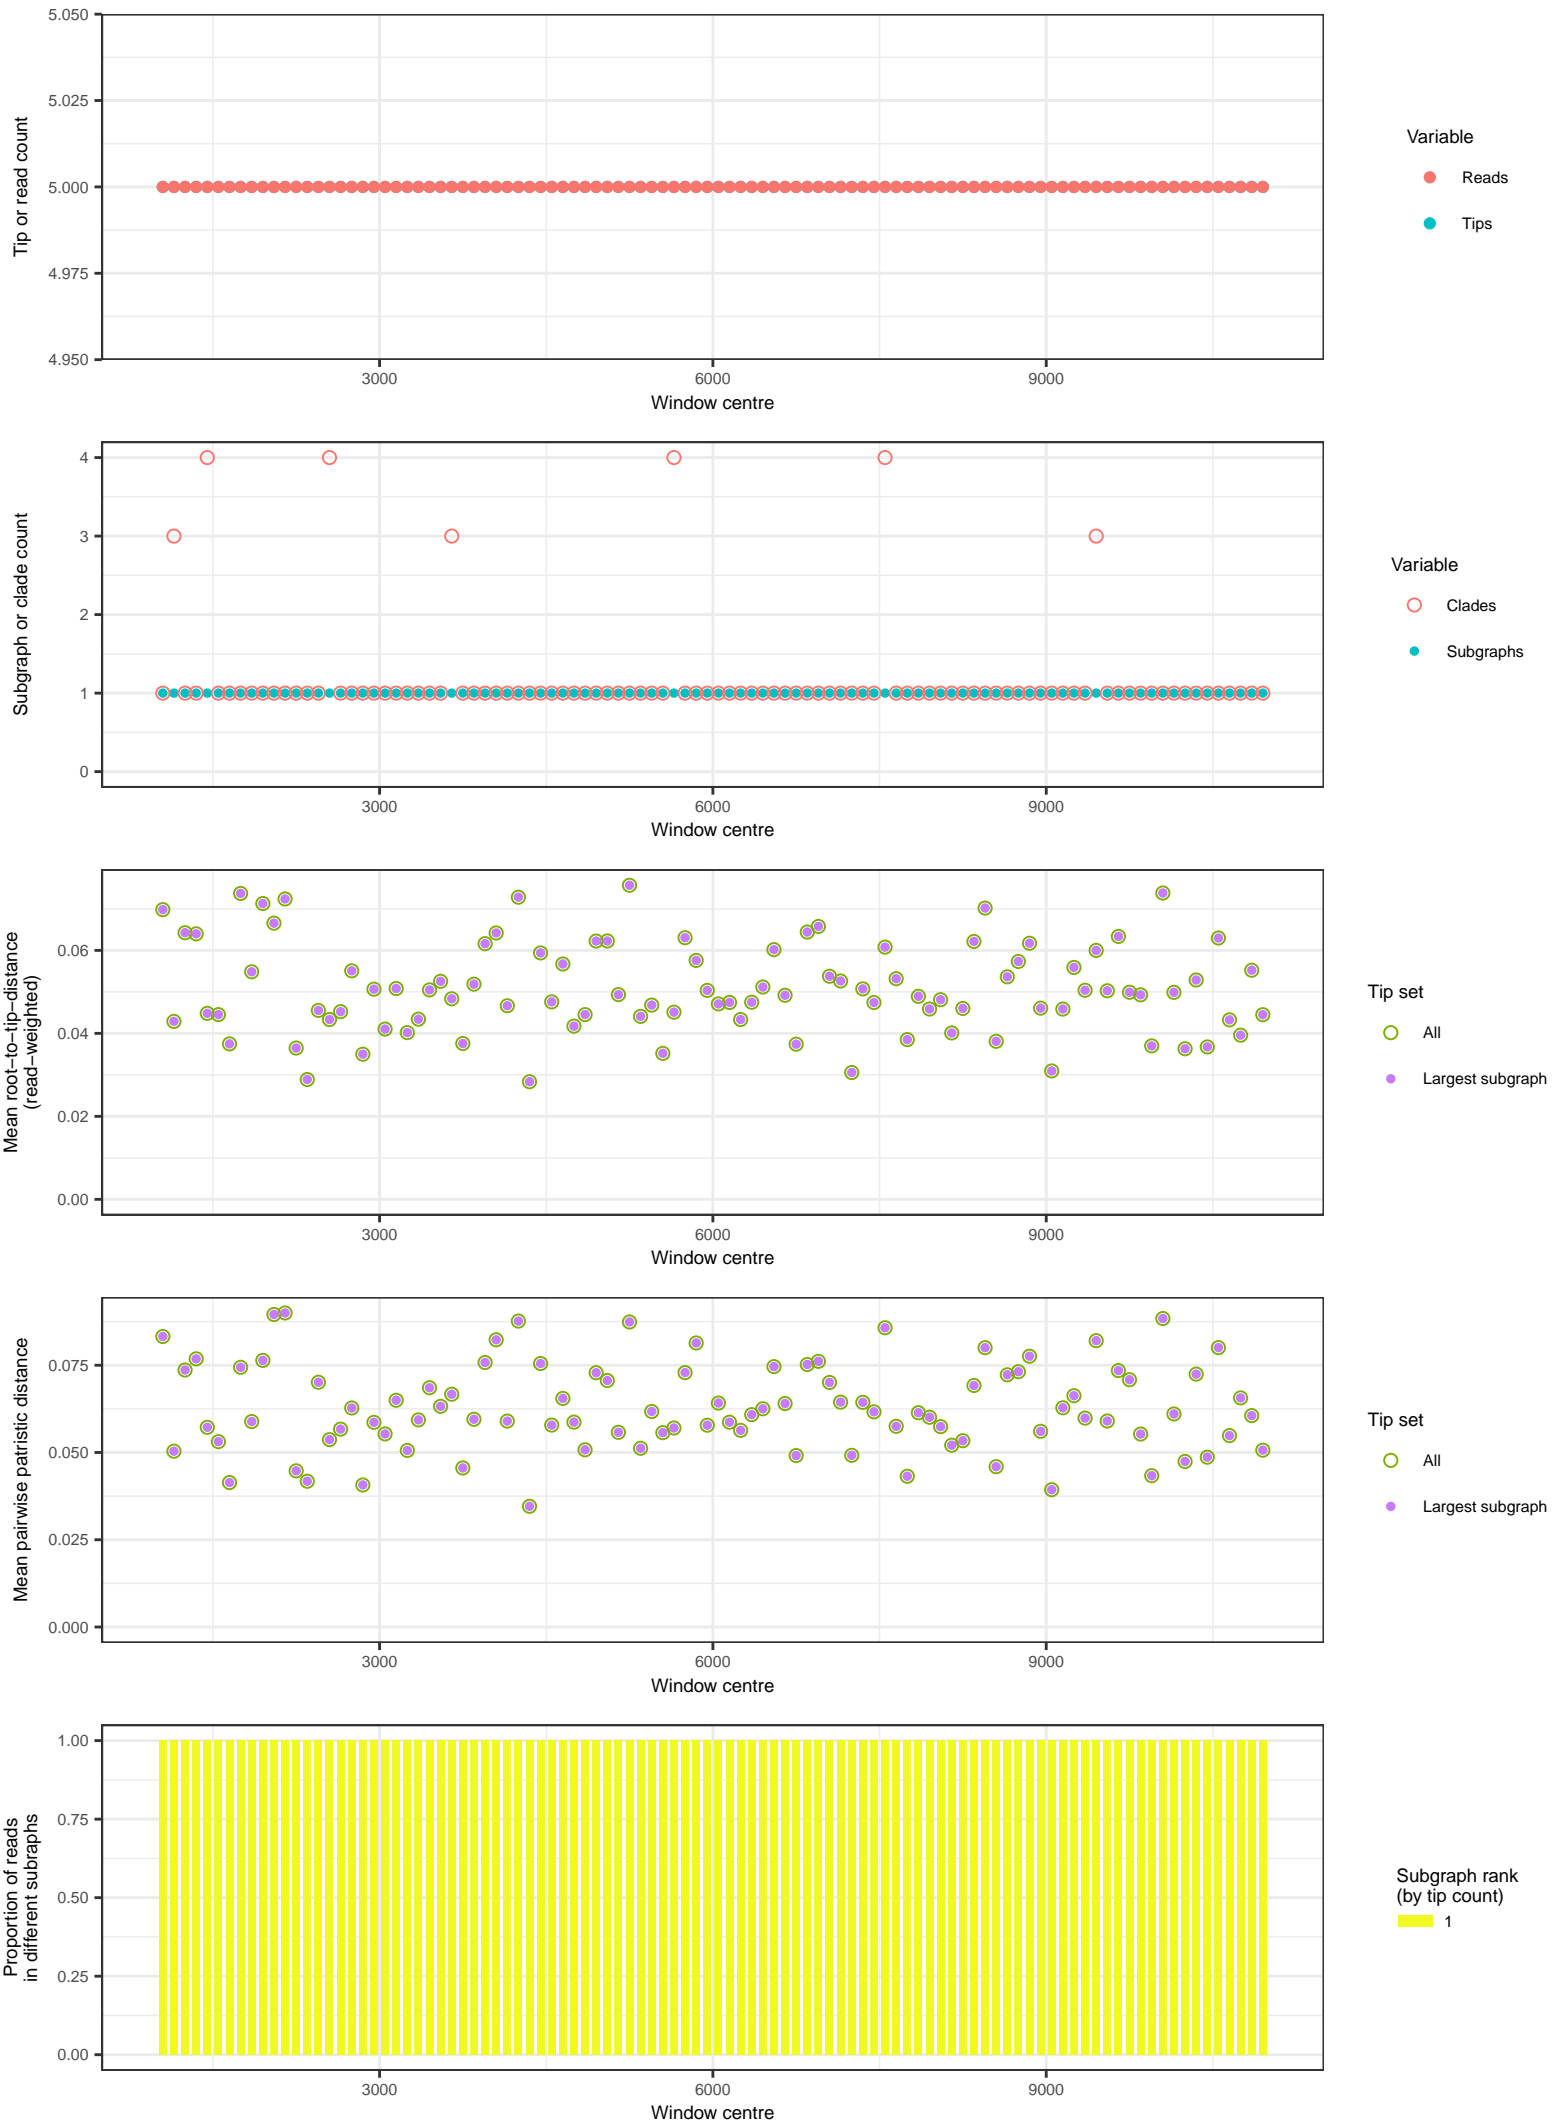 5.050
5.025
5.000
4.975
4.950
Tip or read count
3000 6000 9000
Window centre
Variable
Reads
Tips
4
3
2
1
0
Subgraph or clade count
3000 6000 9000
Window centre
Variable
Clades
Subgraphs
0.06
0.04
0.02
0.00
Mean root−to−tip−distance
(read−weighted)
3000 6000 9000
Window centre
Tip set
All
Largest subgraph
0.075
0.050
0.025
0.000
Mean pairwise patristic distance
3000 6000 9000
Window centre
Tip set
All
Largest subgraph
1.00
0.75
0.50
0.25
0.00
Proportion of reads
in different subraphs
3000 6000 9000
Window centre
Subgraph rank
(by tip count)
1